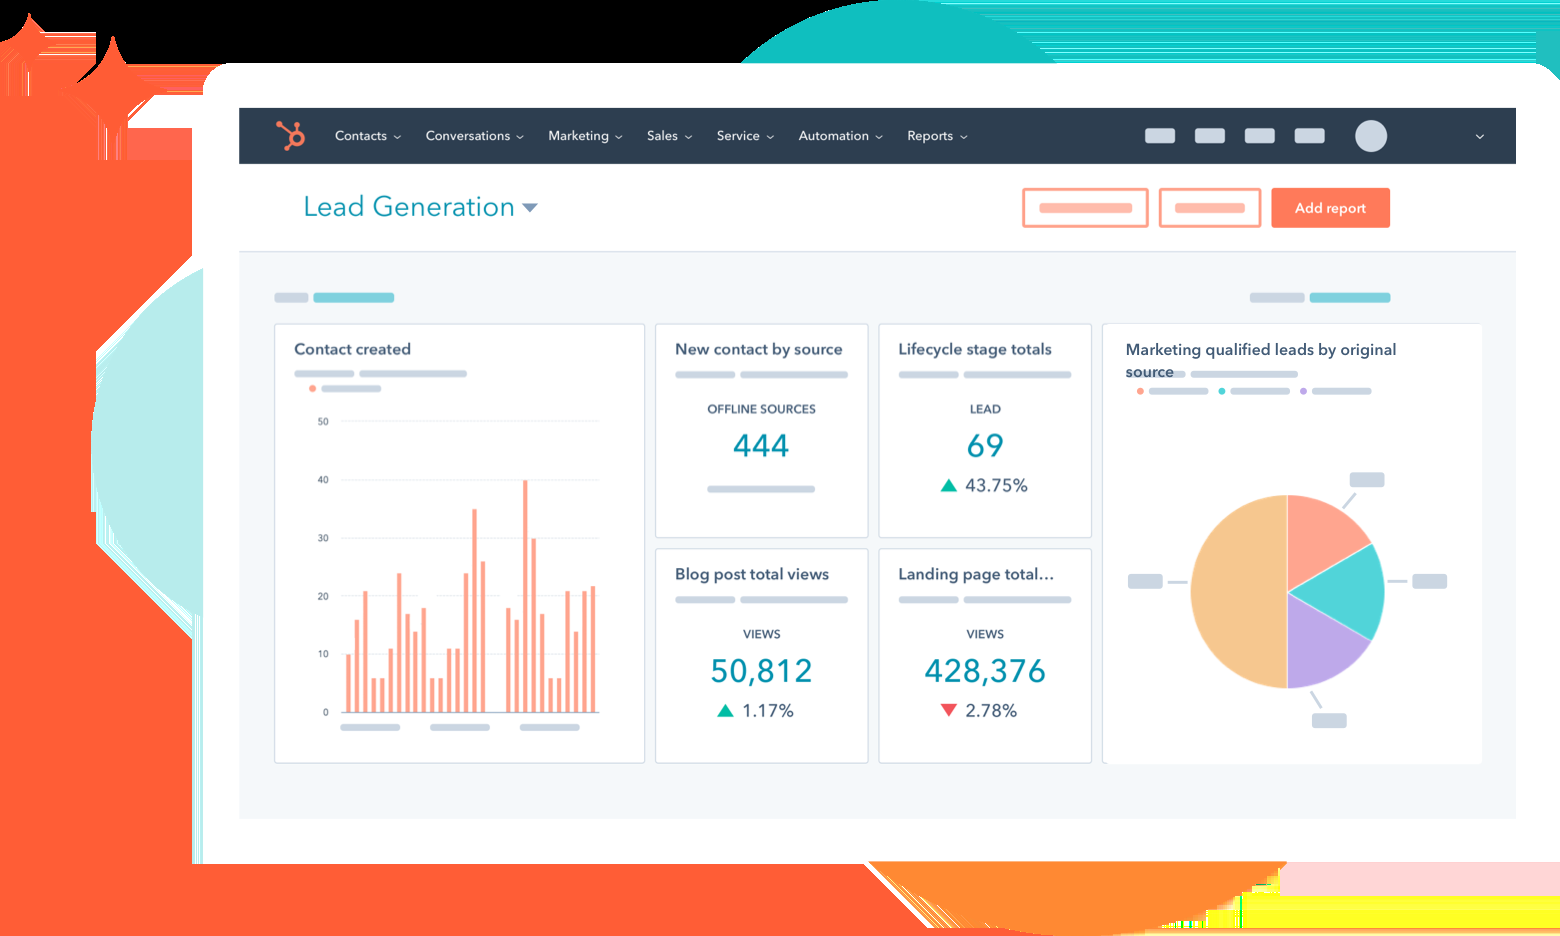 Contacts Conversations Marketing Sales Service Automation Reports
Lead Generation
Add report
Contact created
50
40
30
20
10
0
New contact by source
OFFLINE SOURCES
444
Lifecycle stage totals
LEAD
69
43.75%
Blog post total views
VIEWS
50,812
1.17%
Landing page total...
VIEWS
428,376
2.78%
Marketing qualified leads by original
source